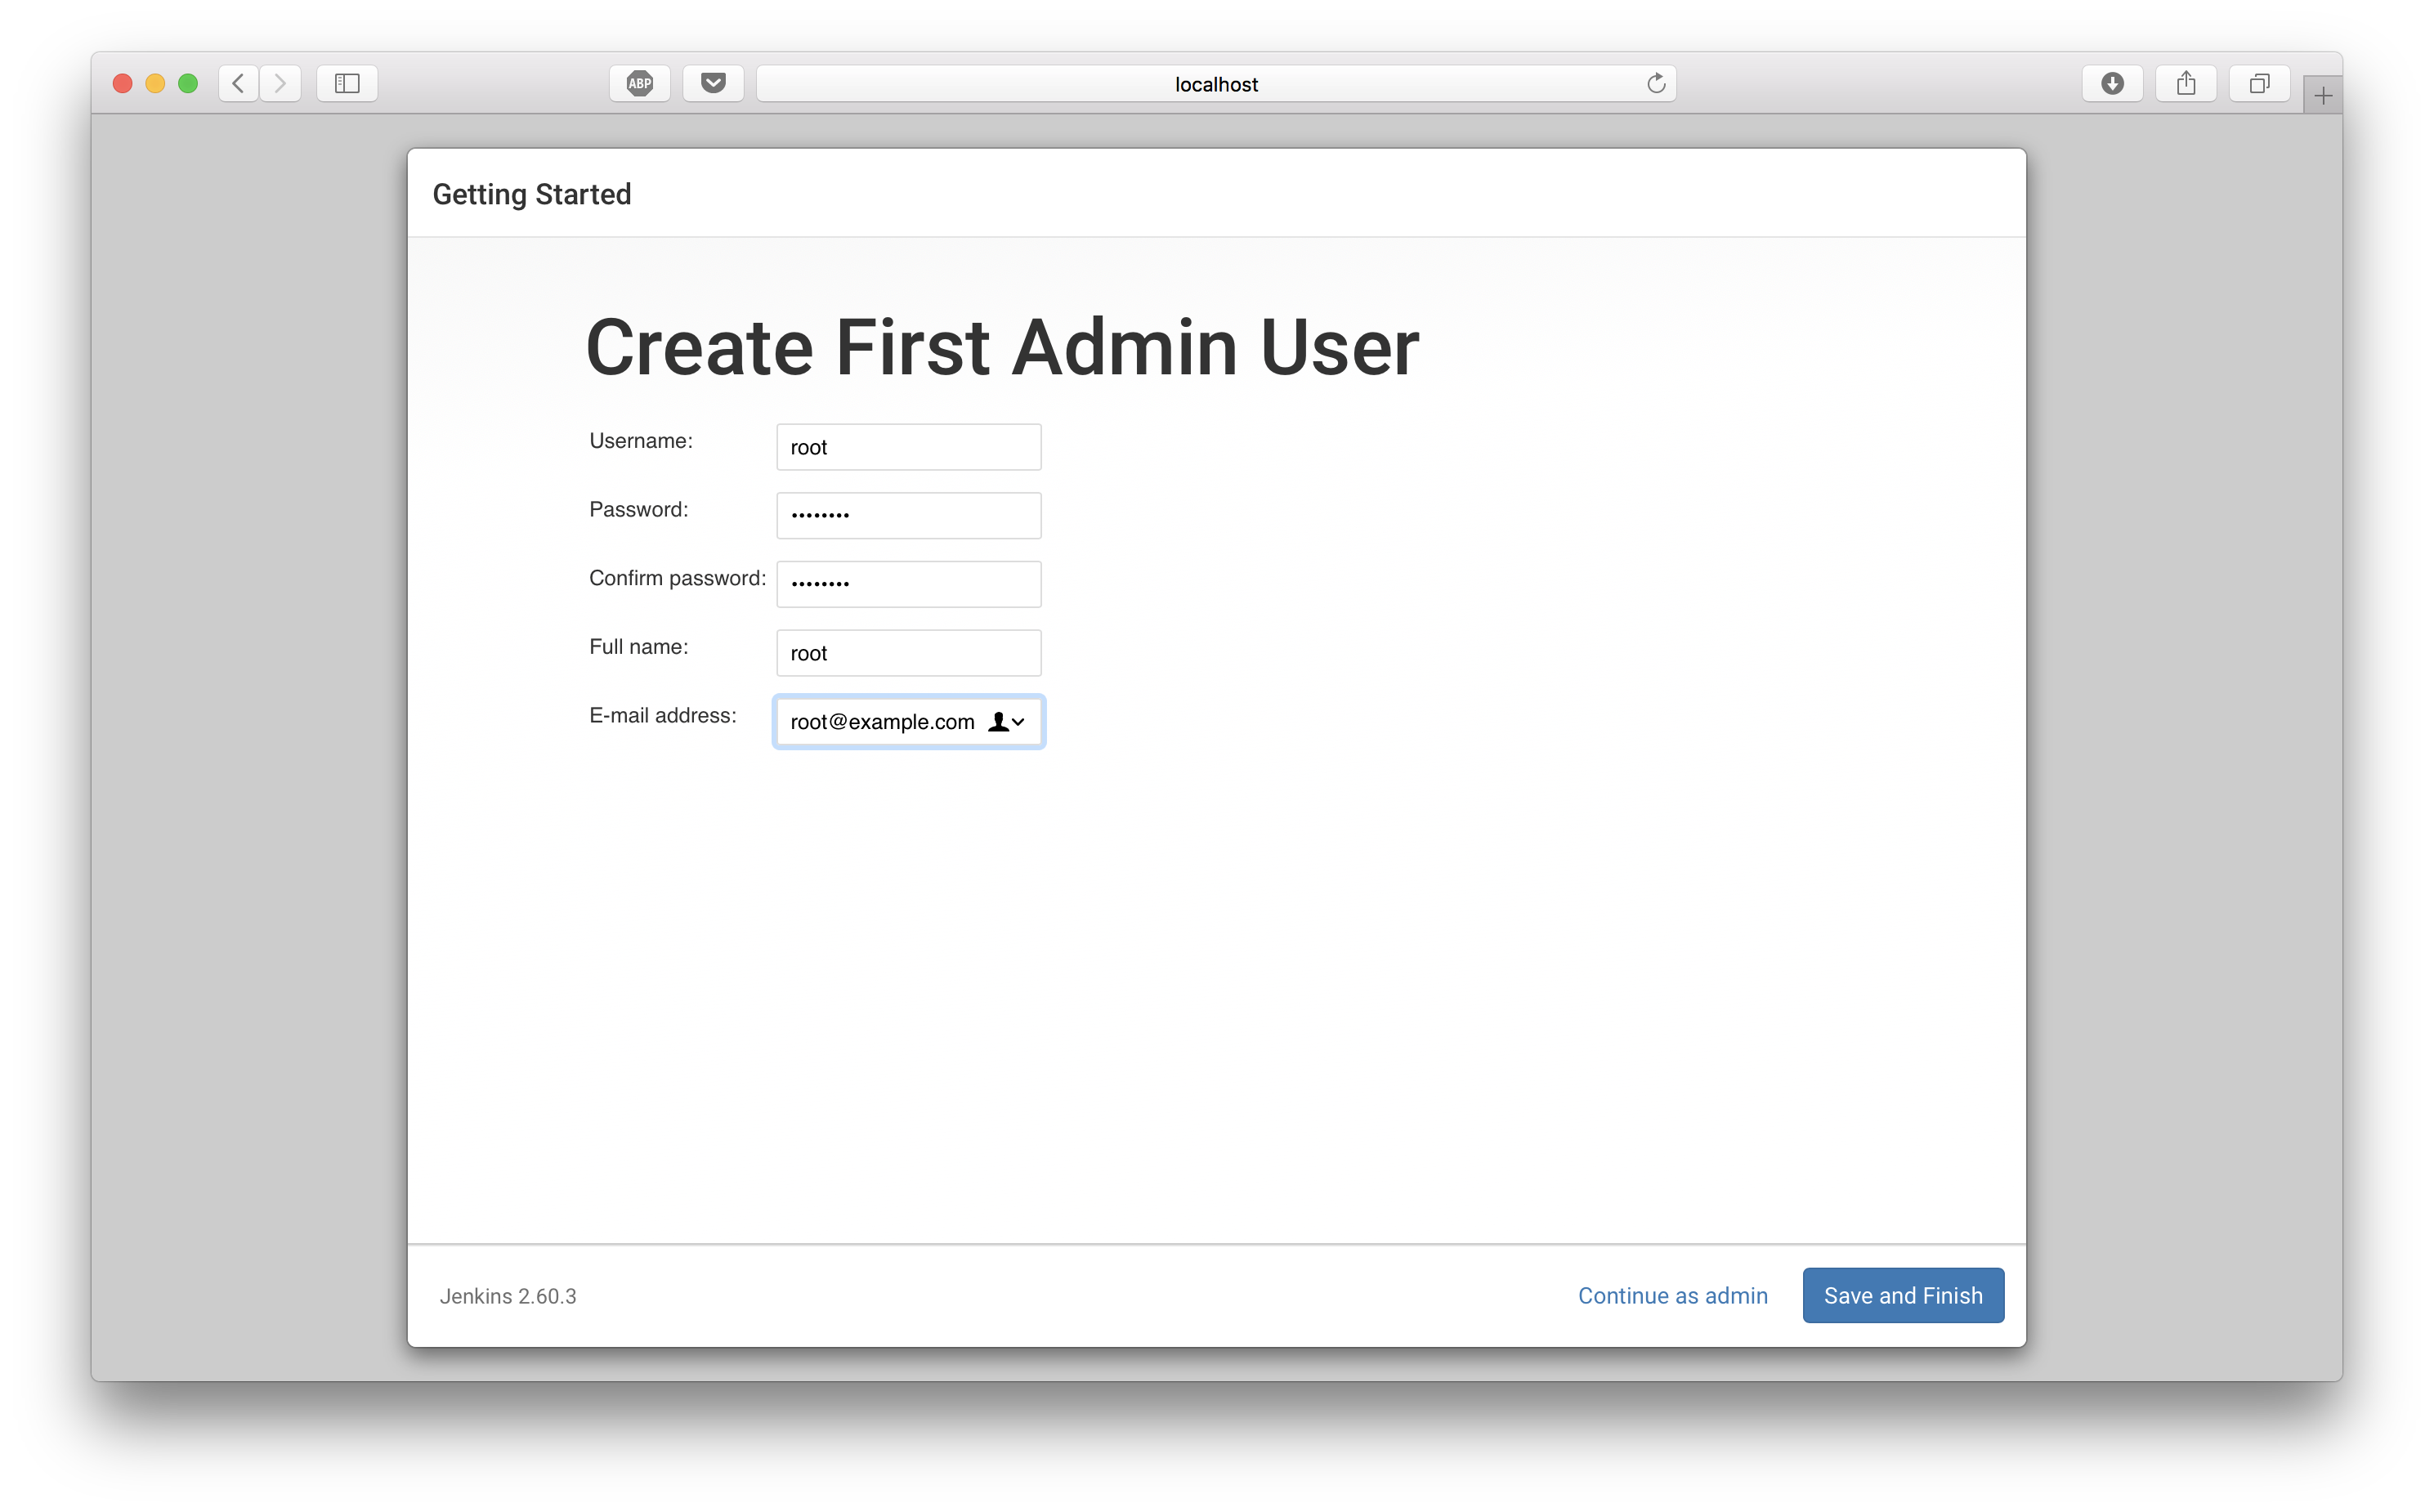 ABP
localhost
Getting Started
Create First Admin User
Username: root
Password: ••••••••
Confirm password: ••••••••
Full name: root
E-mail address: root@example.com
Jenkins 2.60.3 Continue as admin Save and Finish